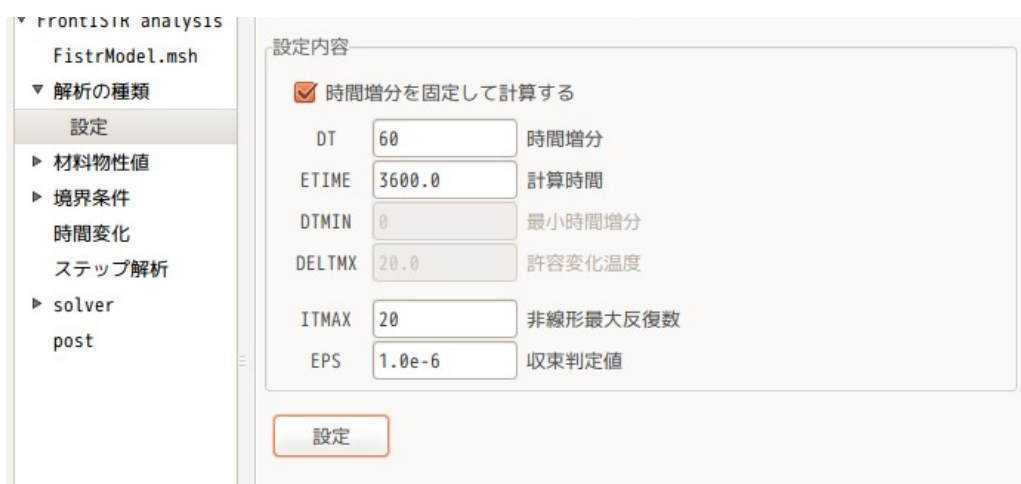 FrontISTR analysis
FistrModel.msh
解析の種類
設定
材料物性値
境界条件
時間変化
ステップ解析
solver
post
設定内容
時間増分を固定して計算する
DT 60 時間増分
ETIME 3600.0 計算時間
DTMIN 0 最小時間増分
DELTMX 20.0 許容変化温度
ITMAX 20 非線形最大反復数
EPS 1.0e-6 収束判定値
設定